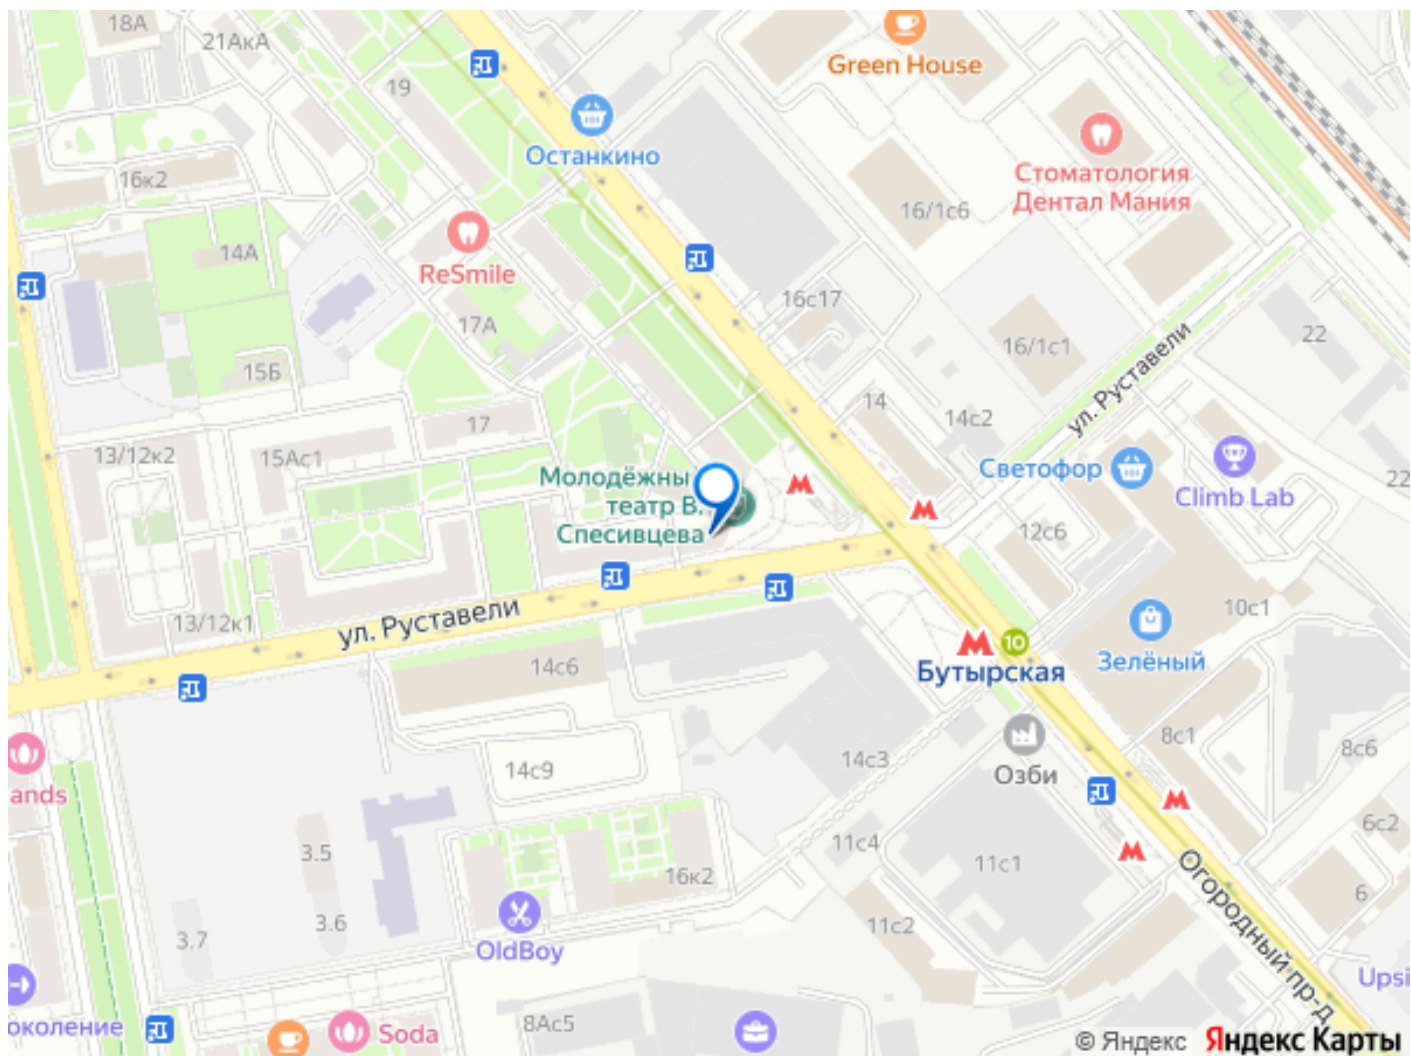 18А
21АкА
Green House
19
Останкино
Стоматология
Дентал Мания
16к2
16/1с6
14А
ReSmile
16с17
17А
22
16/1с1
ул. Руставели
15Б
14
14с2
17
13/12к2
15Ас1
Молодёжны
театр В.
Спесивцева
Светофор
Climb Lab
22
12с6
13/12к1
ул. Руставели
10с1
10
Бутырская
Зелёный
14с6
8с1
8с6
14с3
14с9
Озби
ands
6с2
11с4
11с1
3.5
16к2
Огородный пр-д
6
3.6
11с2
3.7
OldBoy
Upsi
околение
Soda
8Ас5
© Яндекс Яндекс Карты